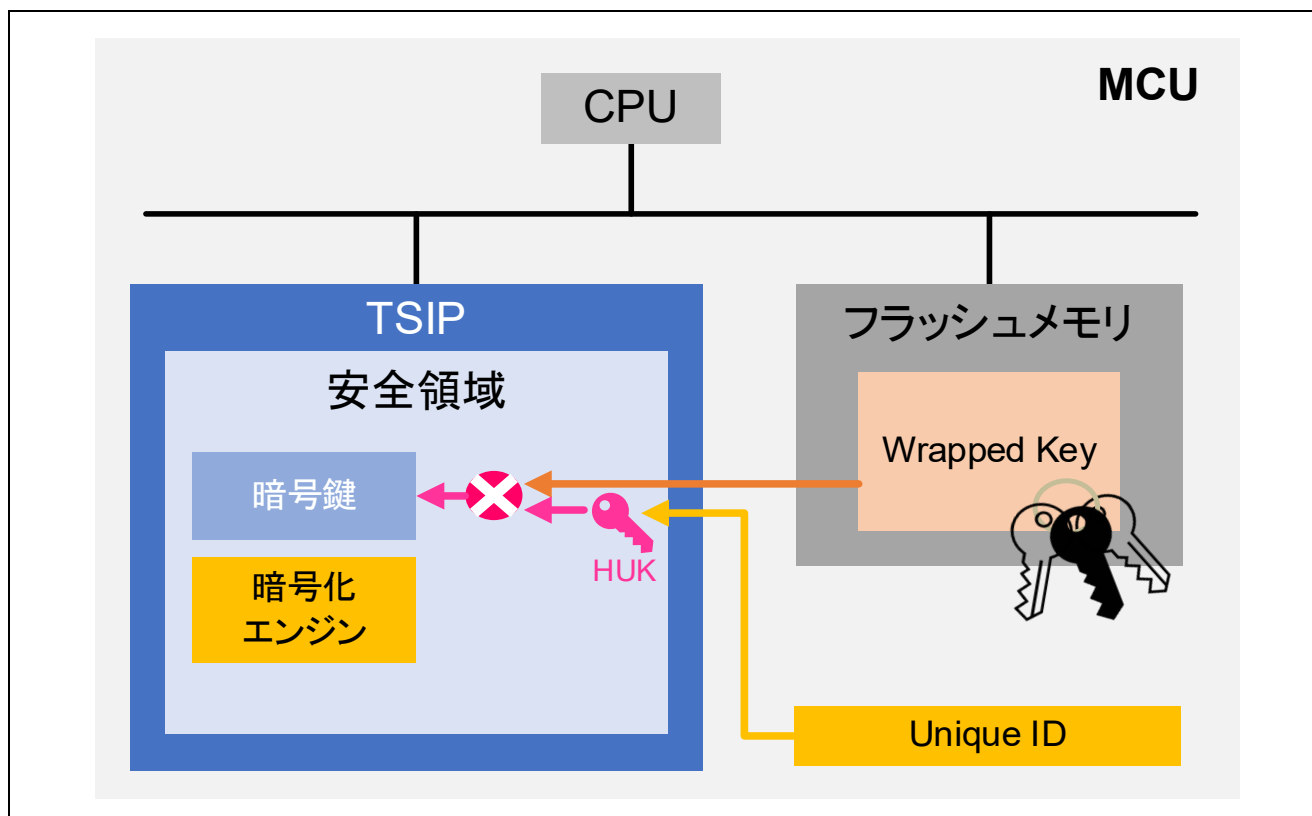 MCU
CPU
TSIP
フラッシュメモリ
安全領域
Wrapped Key
暗号鍵
HUK
暗号化
エンジン
Unique ID